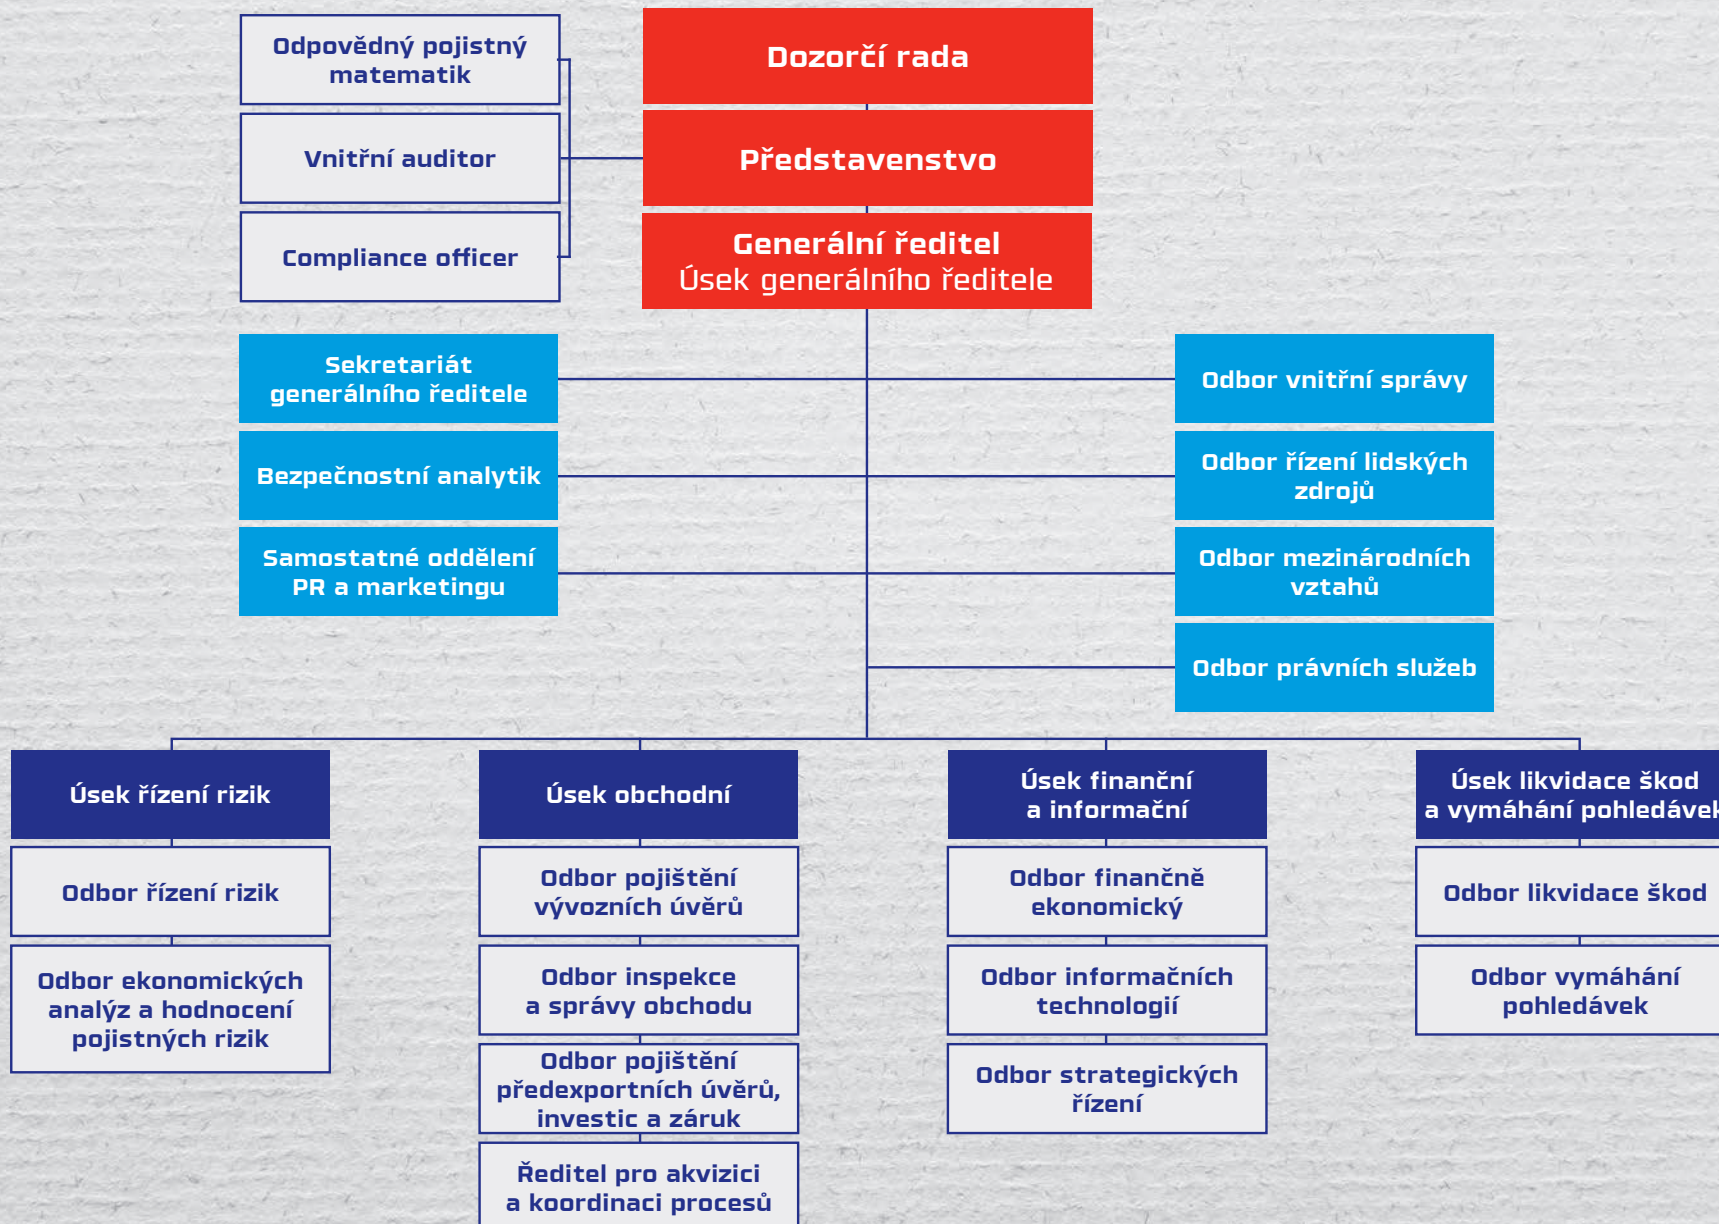 Odpovědný pojistný
matematik
Vnitřní auditor
Compliance officer
Dozorčí rada
Představenstvo
Generální ředitel
Úsek generálního ředitele
Sekretariát
generálního ředitele
Bezpečnostní analytik
Samostatné oddělení
PR a marketingu
Odbor vnitřní správy
Odbor řízení lidských
zdrojů
Odbor mezinárodních
vztahů
Odbor právních služeb
Úsek řízení rizik
Odbor řízení rizik
Odbor ekonomických
analýz a hodnocení
pojistných rizik
Úsek obchodní
Odbor pojištění
vývozních úvěrů
Odbor inspekce
a správy obchodu
Odbor pojištění
předexportních úvěrů,
investic a záruk
Ředitel pro akvizici
a koordinaci procesů
Úsek finanční
a informační
Odbor finančně
ekonomický
Odbor informačních
technologií
Odbor strategických
řízení
Úsek likvidace škod
a vymáhání pohledávek
Odbor likvidace škod
Odbor vymáhání
pohledávek